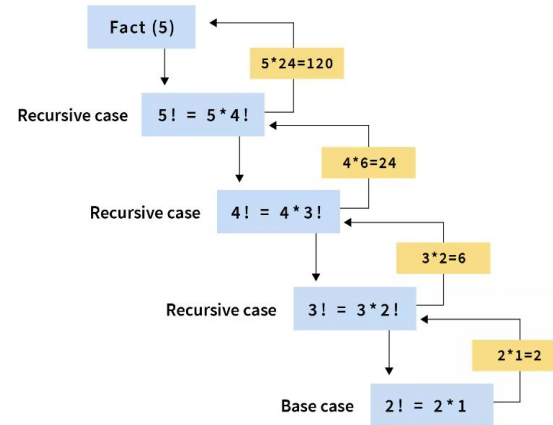 Fact (5)
5*24=120
Recursive case
5! = 5*4!
4*6=24
Recursive case
4! = 4*3!
3*2=6
Recursive case
3! = 3*2!
2*1=2
Base case
2! = 2*1